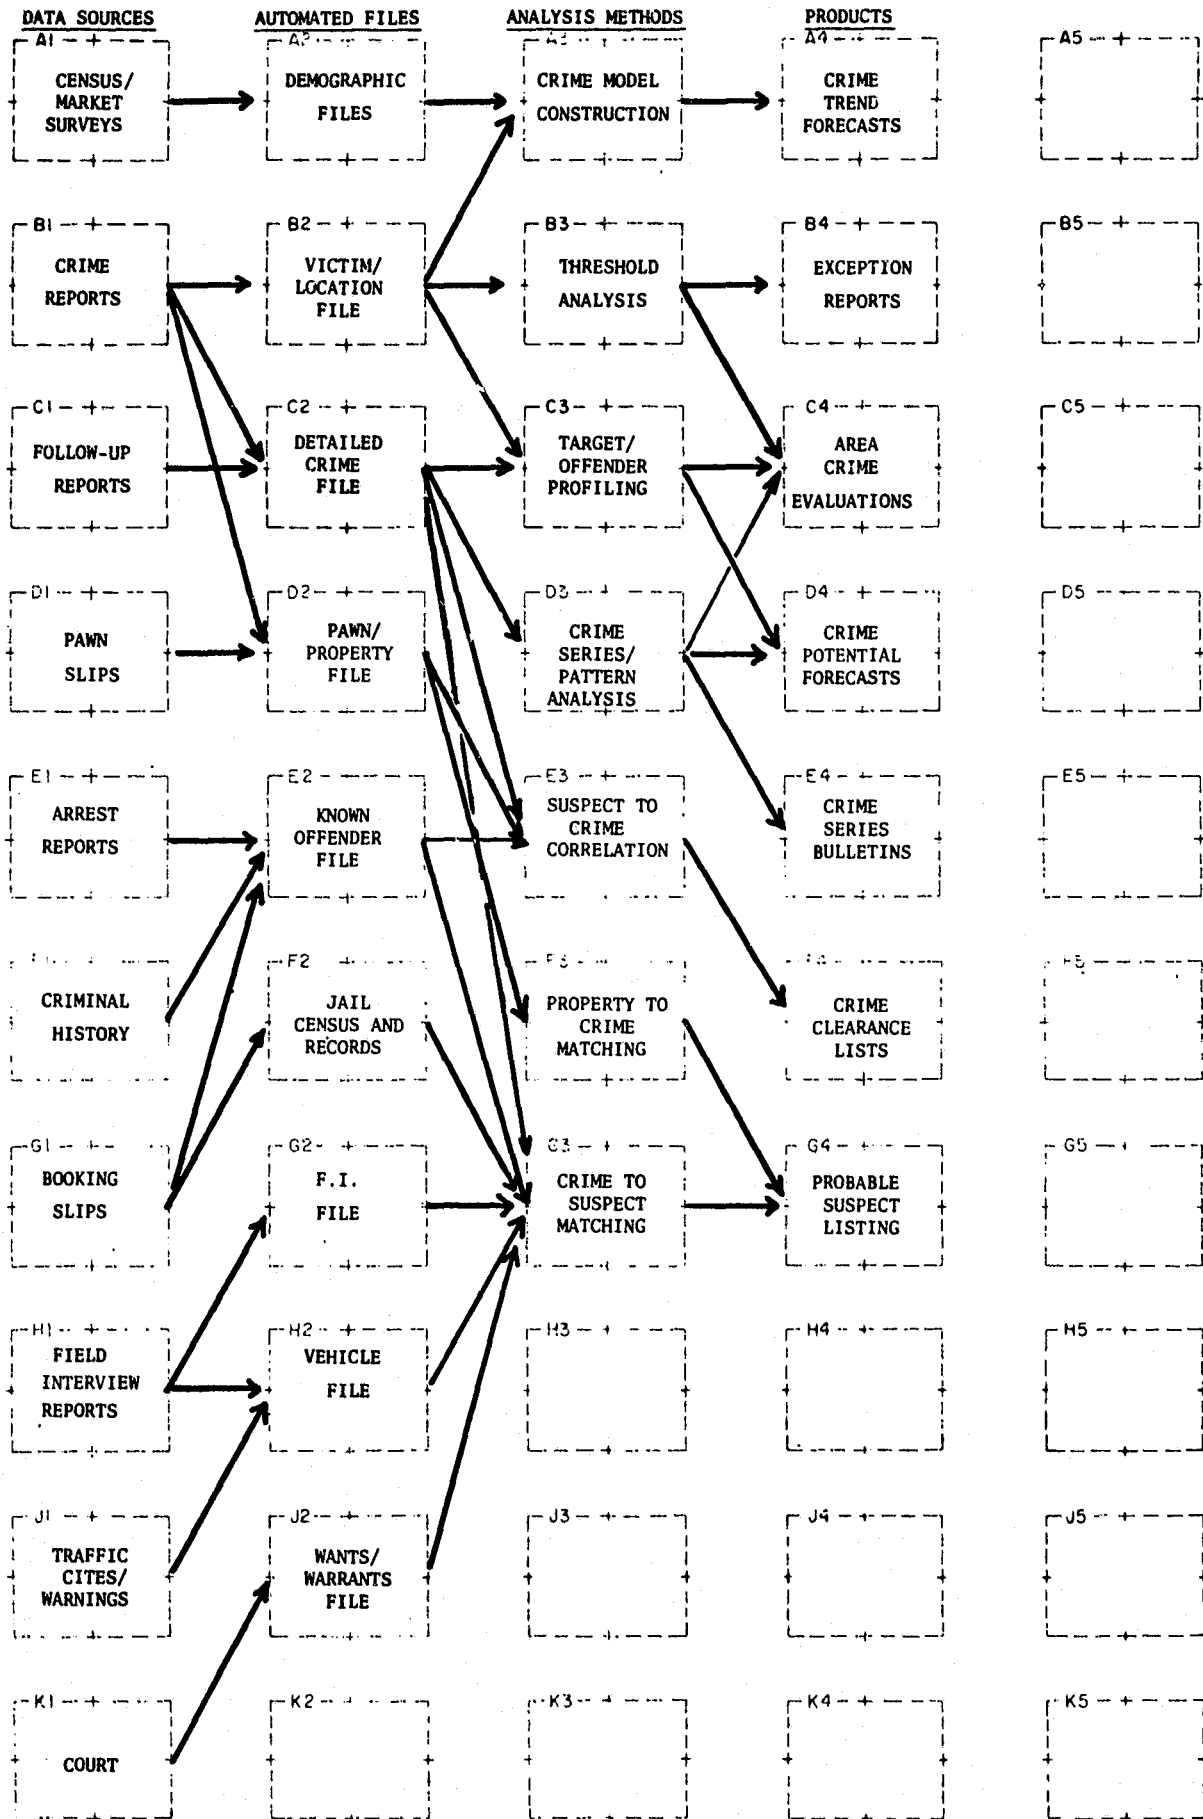 DATA SOURCES AUTOMATED FILES ANALYSIS METHODS PRODUCTS
A1 A2 A3 A4 A5
CENSUS/
MARKET
SURVEYS
DEMOGRAPHIC
FILES
CRIME MODEL
CONSTRUCTION
CRIME
TREND
FORECASTS
B1 B2 B3 B4 B5
CRIME
REPORTS
VICTIM/
LOCATION
FILE
THRESHOLD
ANALYSIS
EXCEPTION
REPORTS
C1 C2 C3 C4 C5
FOLLOW-UP
REPORTS
DETAILED
CRIME
FILE
TARGET/
OFFENDER
PROFILING
AREA
CRIME
EVALUATIONS
D1 D2 D3 D4 D5
PAWN
SLIPS
PAWN/
PROPERTY
FILE
CRIME
SERIES/
PATTERN
ANALYSIS
CRIME
POTENTIAL
FORECASTS
E1 E2 E3 E4 E5
ARREST
REPORTS
KNOWN
OFFENDER
FILE
SUSPECT TO
CRIME
CORRELATION
CRIME
SERIES
BULLETINS
F2
CRIMINAL
HISTORY
JAIL
CENSUS AND
RECORDS
PROPERTY TO
CRIME
MATCHING
CRIME
CLEARANCE
LISTS
G1 G2 G3 G4 G5
BOOKING
SLIPS
F.I.
FILE
CRIME TO
SUSPECT
MATCHING
PROBABLE
SUSPECT
LISTING
H1 H2 H3 H4 H5
FIELD
INTERVIEW
REPORTS
VEHICLE
FILE
J1 J2 J3 J4 J5
TRAFFIC
CITES/
WARNINGS
WANTS/
WARRANTS
FILE
K1 K2 K3 K4 K5
COURT